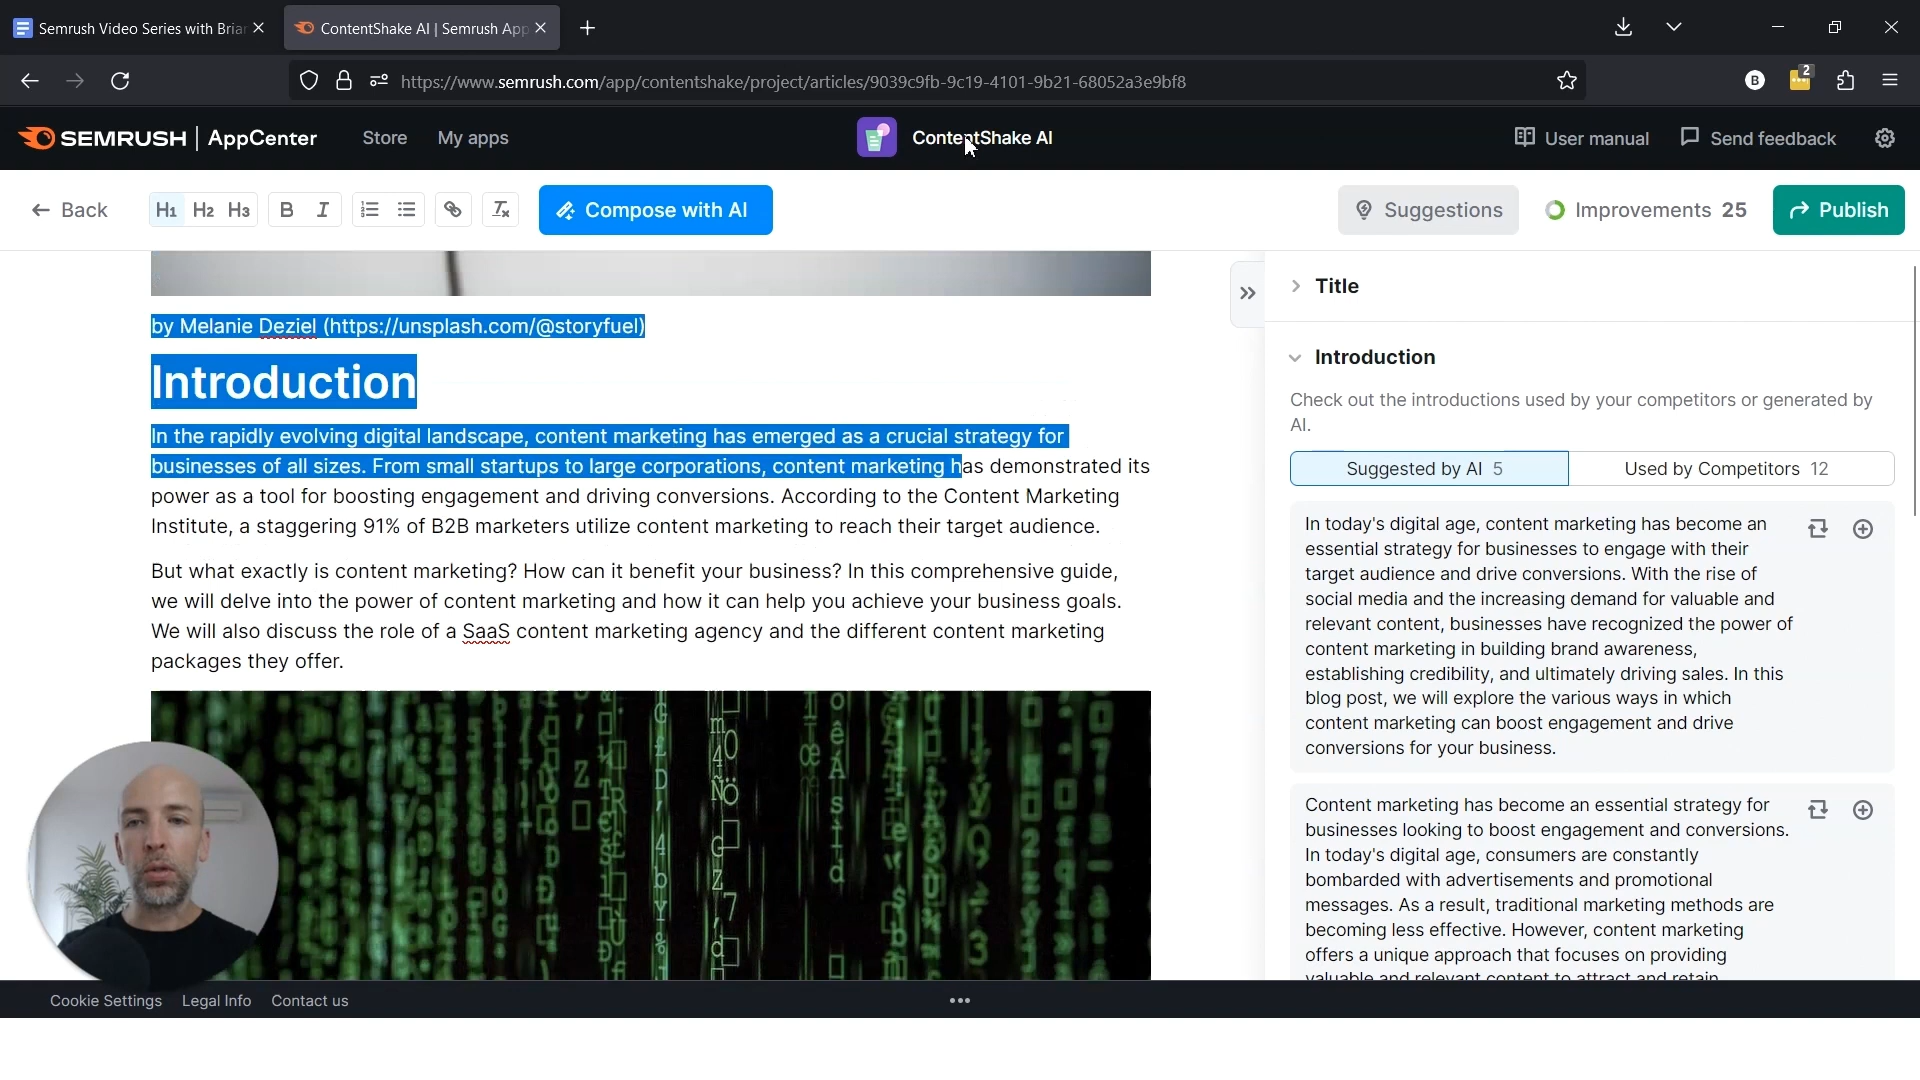 Semrush Video Series with Bria
ContentShake AI | Semrush App
https://www.semrush.com/app/contentshake/project/articles/9039c9fb-9c19-4101-9b21-68052a3e9bf8
B
2
SEMRUSH | AppCenter
Store
My apps
ContentShake AI
User manual
Send feedback
Back
H1 H2 H3
B I
Compose with AI
Suggestions
Improvements 25
Publish
by Melanie Deziel (https://unsplash.com/@storyfuel)
Introduction
In the rapidly evolving digital landscape, content marketing has emerged as a crucial strategy for
businesses of all sizes. From small startups to large corporations, content marketing has demonstrated its
power as a tool for boosting engagement and driving conversions. According to the Content Marketing
Institute, a staggering 91% of B2B marketers utilize content marketing to reach their target audience.
But what exactly is content marketing? How can it benefit your business? In this comprehensive guide,
we will delve into the power of content marketing and how it can help you achieve your business goals.
We will also discuss the role of a SaaS content marketing agency and the different content marketing
packages they offer.
Title
Introduction
Check out the introductions used by your competitors or generated by
AI.
Suggested by AI 5
Used by Competitors 12
In today's digital age, content marketing has become an
essential strategy for businesses to engage with their
target audience and drive conversions. With the rise of
social media and the increasing demand for valuable and
relevant content, businesses have recognized the power of
content marketing in building brand awareness,
establishing credibility, and ultimately driving sales. In this
blog post, we will explore the various ways in which
content marketing can boost engagement and drive
conversions for your business.
Content marketing has become an essential strategy for
businesses looking to boost engagement and conversions.
In today's digital age, consumers are constantly
bombarded with advertisements and promotional
messages. As a result, traditional marketing methods are
becoming less effective. However, content marketing
offers a unique approach that focuses on providing
valuable and relevant content to attract and retain
Cookie Settings
Legal Info
Contact us